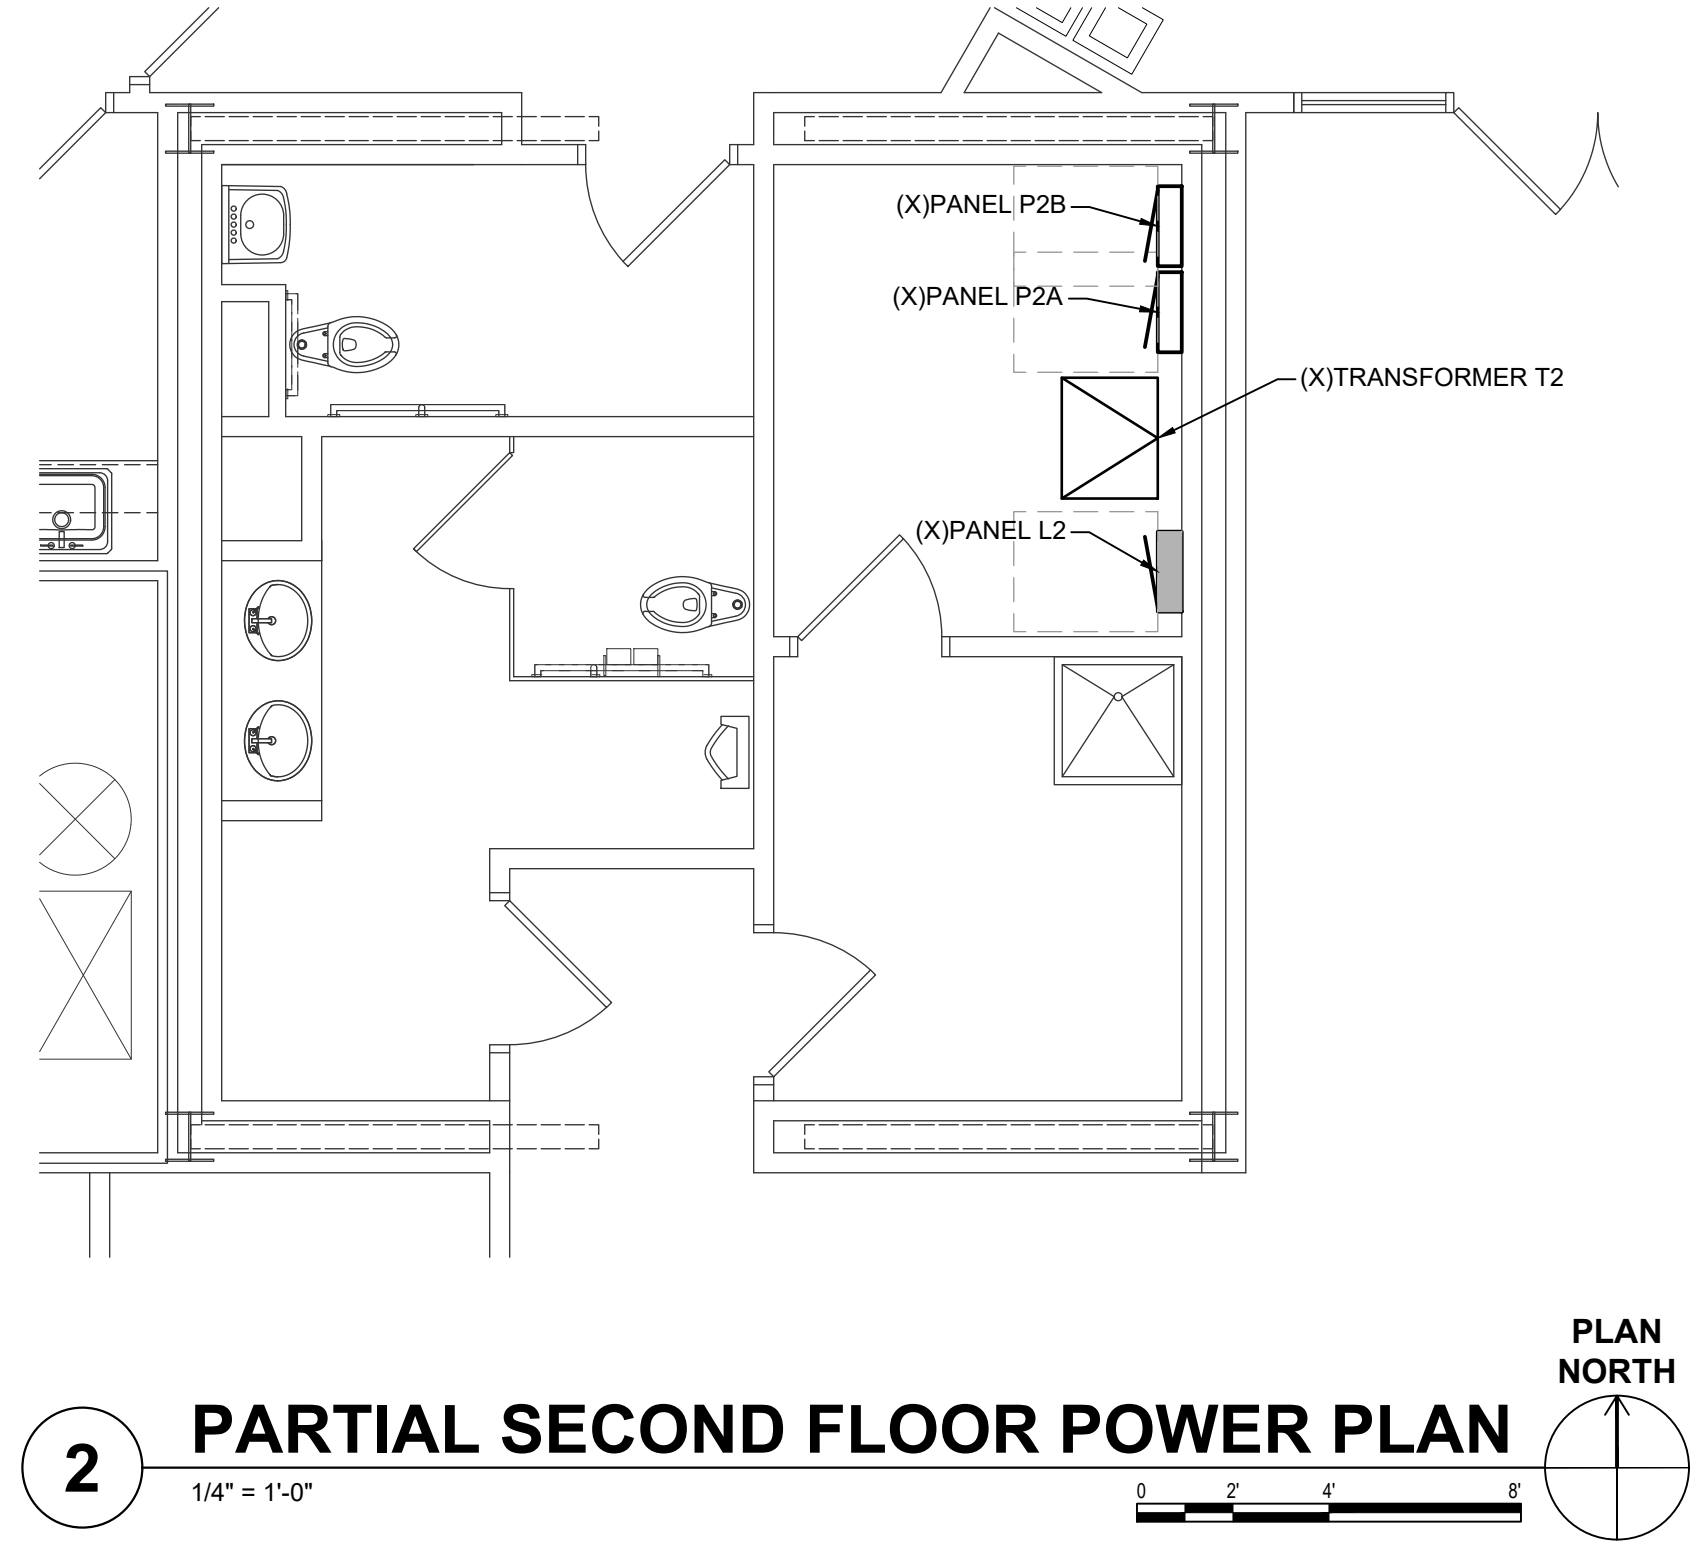 (X)PANEL P2B
(X)PANEL P2A
(X)TRANSFORMER T2
(X)PANEL L2
PLAN
NORTH
2
PARTIAL SECOND FLOOR POWER PLAN
1/4" = 1'-0"
0 2' 4' 8'